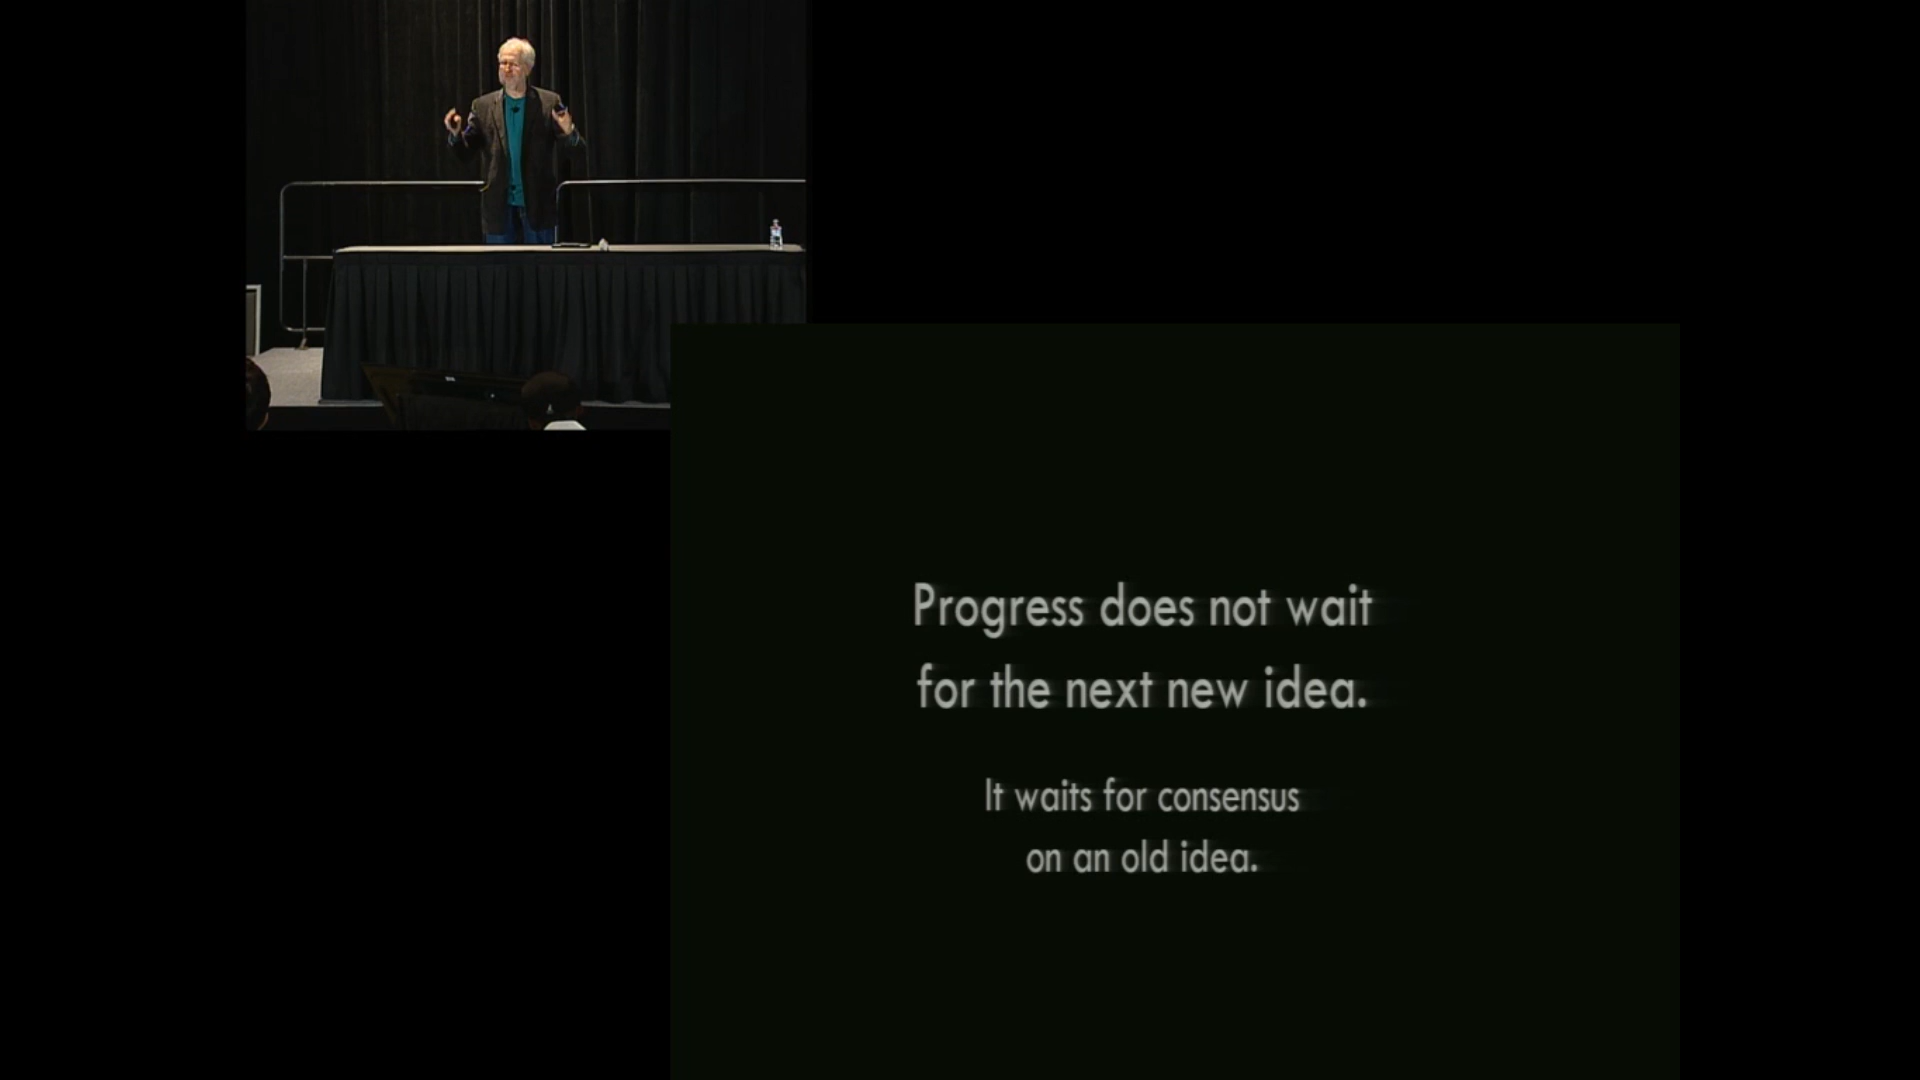 Progress does not wait
for the next new idea.
It waits for consensus
on an old idea.